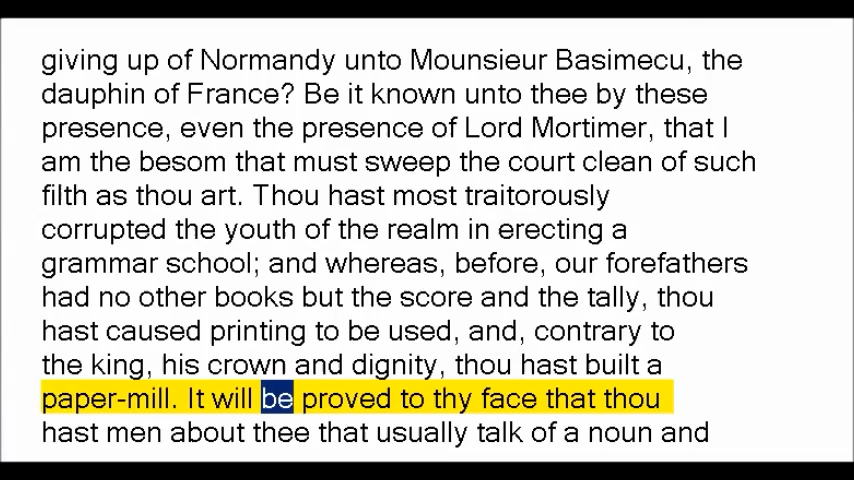 giving up of Normandy unto Mounsieur Basimecu, the
dauphin of France? Be it known unto thee by these
presence, even the presence of Lord Mortimer, that I
am the besom that must sweep the court clean of such
filth as thou art. Thou hast most traitorously
corrupted the youth of the realm in erecting a
grammar school; and whereas, before, our forefathers
had no other books but the score and the tally, thou
hast caused printing to be used, and, contrary to
the king, his crown and dignity, thou hast built a
paper-mill. It will be proved to thy face that thou
hast men about thee that usually talk of a noun and